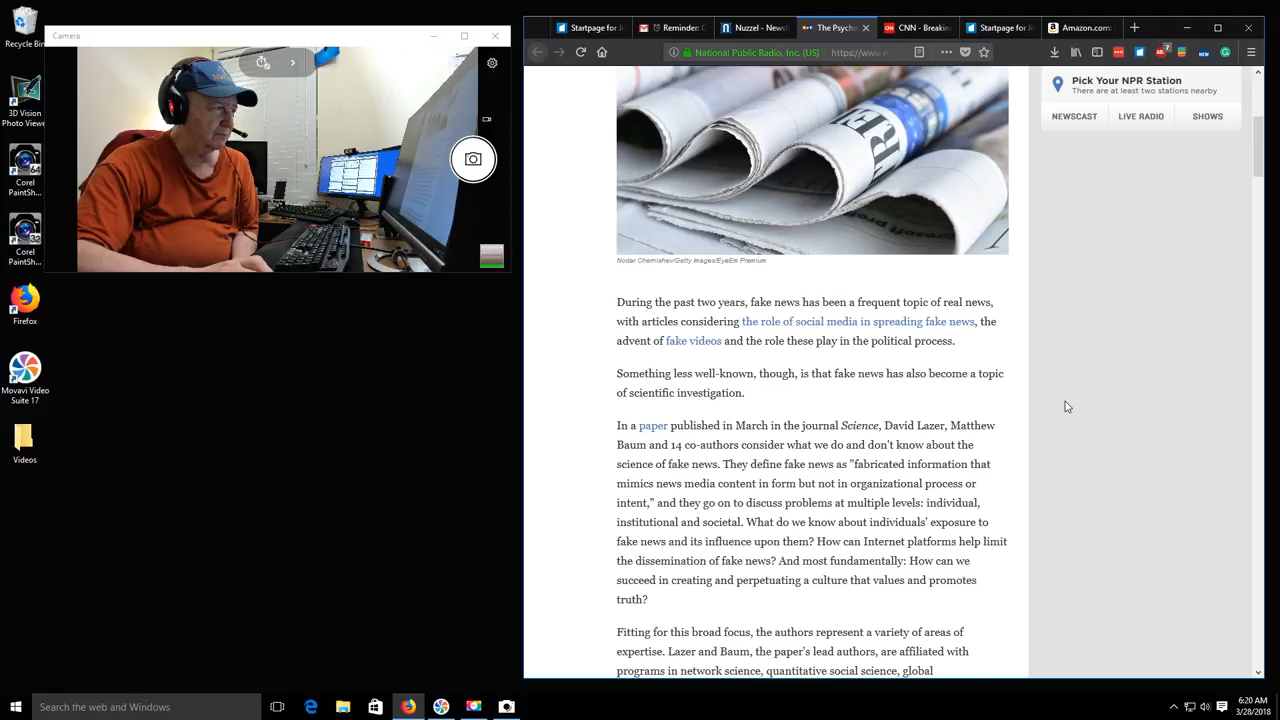 Recycle Bin
3D Vision
Photo Viewer
Corel
PaintSh...
Corel
PaintSh...
Firefox
Movavi Video
Suite 17
Videos
Camera
Startpage for J
Reminder: C
Nuzzel - Newsl
The Psych
CNN - Breaking
Startpage for J
Amazon.com:
National Public Radio, Inc. (US)
https://www.n
7
NEW
Pick Your NPR Station
There are at least two stations nearby
NEWSCAST
LIVE RADIO
SHOWS
Nodar Chernishev/Getty Images/EyeEm Premium
During the past two years, fake news has been a frequent topic of real news,
with articles considering the role of social media in spreading fake news, the
advent of fake videos and the role these play in the political process.
Something less well-known, though, is that fake news has also become a topic
of scientific investigation.
In a paper published in March in the journal Science, David Lazer, Matthew
Baum and 14 co-authors consider what we do and don't know about the
science of fake news. They define fake news as "fabricated information that
mimics news media content in form but not in organizational process or
intent," and they go on to discuss problems at multiple levels: individual,
institutional and societal. What do we know about individuals' exposure to
fake news and its influence upon them? How can Internet platforms help limit
the dissemination of fake news? And most fundamentally: How can we
succeed in creating and perpetuating a culture that values and promotes
truth?
Fitting for this broad focus, the authors represent a variety of areas of
expertise. Lazer and Baum, the paper's lead authors, are affiliated with
programs in network science, quantitative social science, global
Search the web and Windows
6:20 AM
3/28/2018